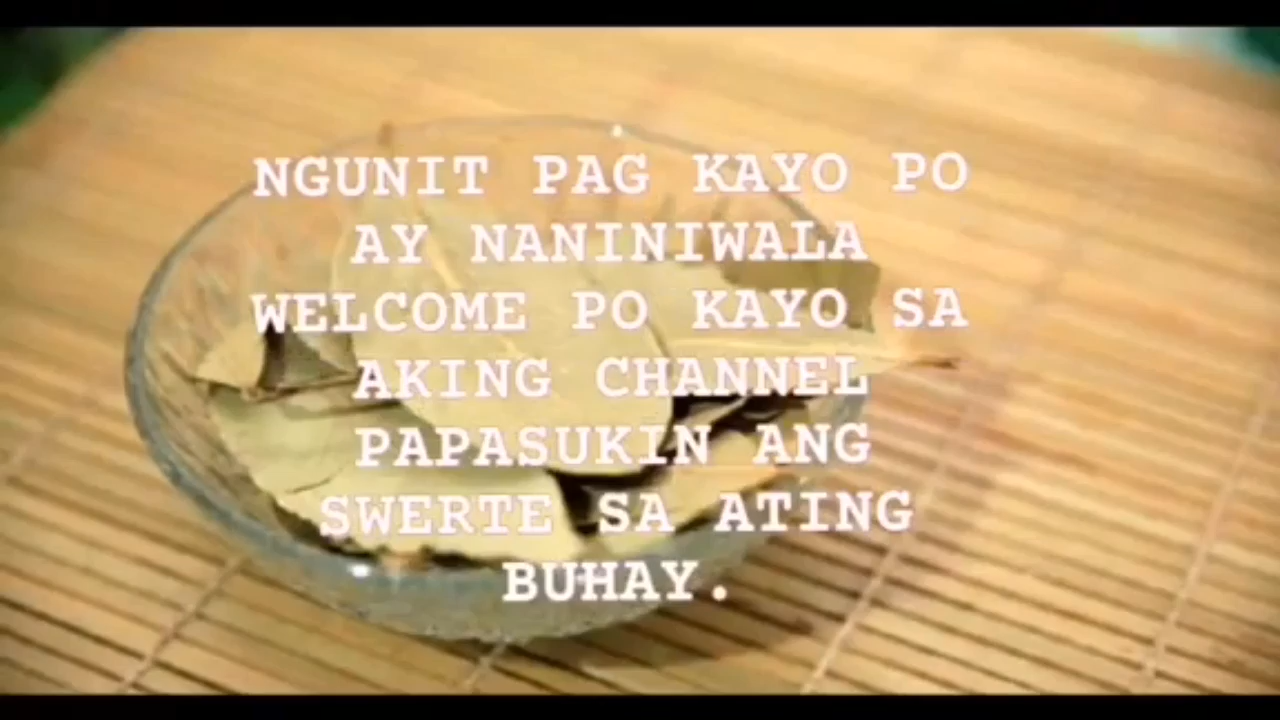 NGUNIT PAG KAYO PO
AY NANINIWALA
WELCOME PO KAYO SA
AKING CHANNEL
PAPASUKIN ANG
SWERTE SA ATING
BUHAY.